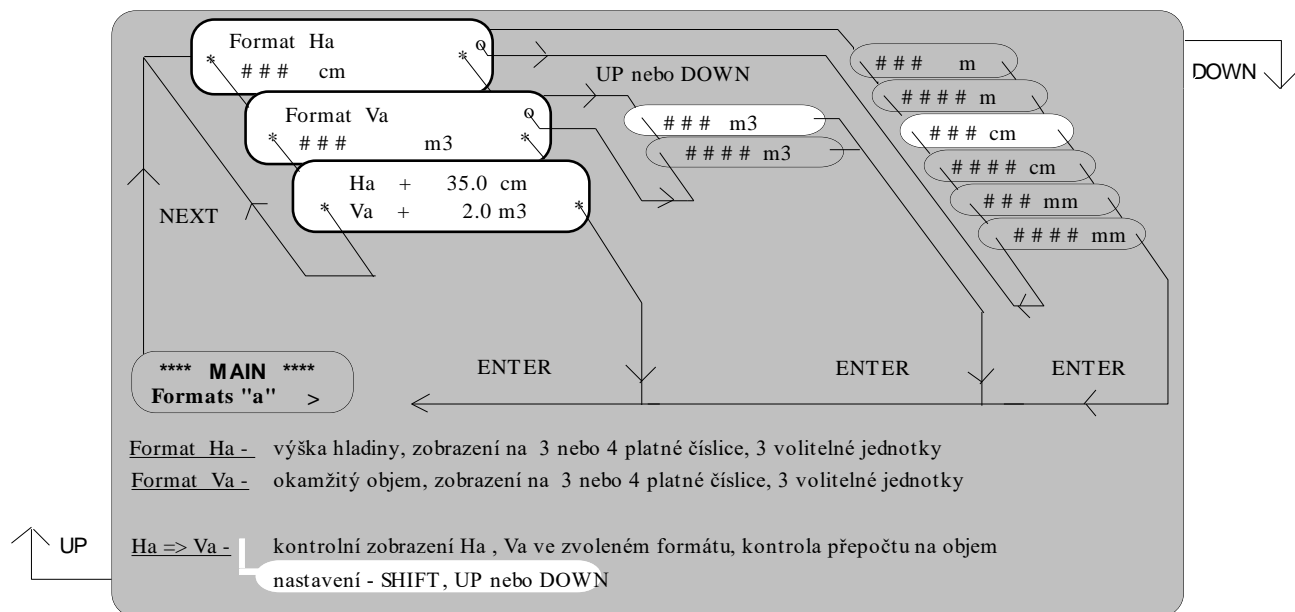 Format Ha
* ### cm * o
DOWN
UP nebo DOWN
### m
#### m
### cm
#### cm
### mm
#### mm
Format Va
* ### m3 * o
### m3
#### m3
Ha + 35.0 cm
* Va + 2.0 m3 *
NEXT
**** MAIN ****
Formats "a" >
ENTER
ENTER
ENTER
Format Ha - výška hladiny, zobrazení na 3 nebo 4 platné číslice, 3 volitelné jednotky
Format Va - okamžitý objem, zobrazení na 3 nebo 4 platné číslice, 3 volitelné jednotky
UP
Ha => Va - kontrolní zobrazení Ha , Va ve zvoleném formátu, kontrola přepočtu na objem
nastavení - SHIFT, UP nebo DOWN